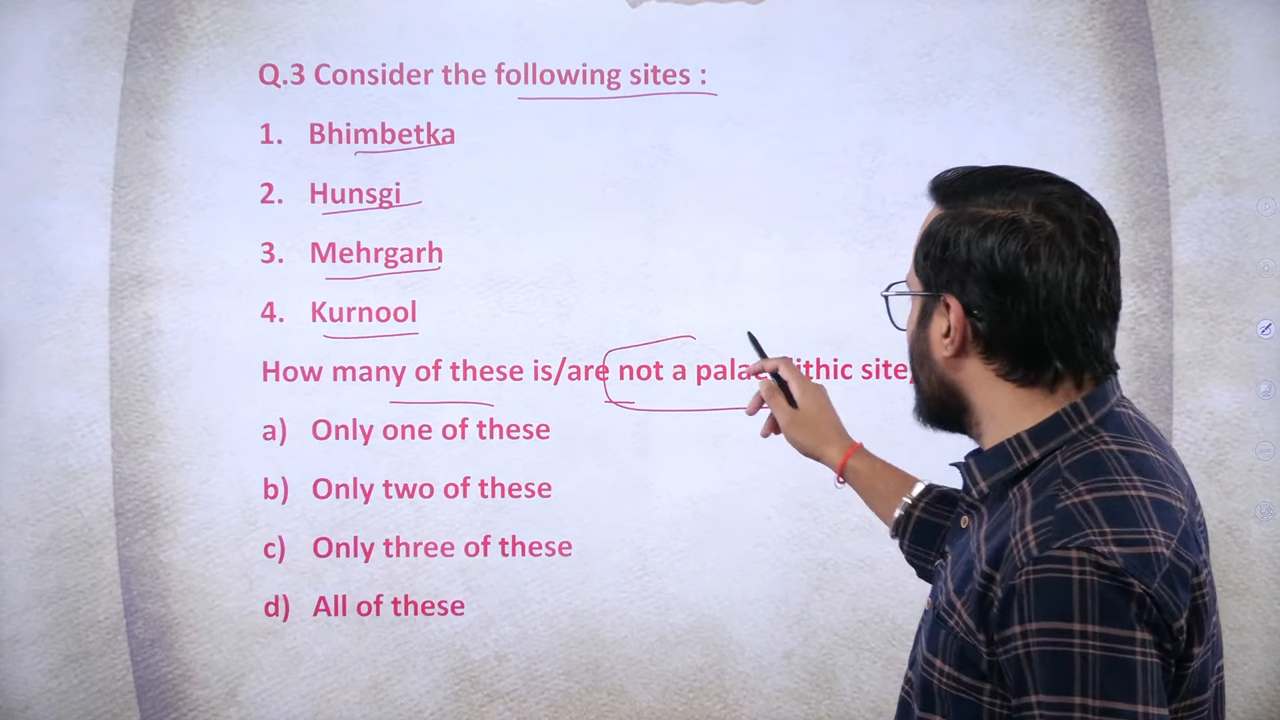 Q.3 Consider the following sites :
1. Bhimbetka
2. Hunsgi
3. Mehrgarh
4. Kurnool
How many of these is/are not a site
a) Only one of these
b) Only two of these
c) Only three of these
d) All of these